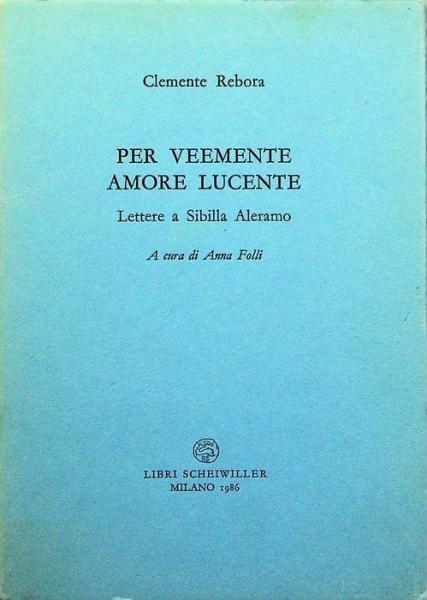 Clemente Rebora
PER VEEMENTE
AMORE LUCENTE
Lettere a Sibilla Aleramo
A cura di Anna Folli
LIBRI SCHEIWILLER
MILANO 1986